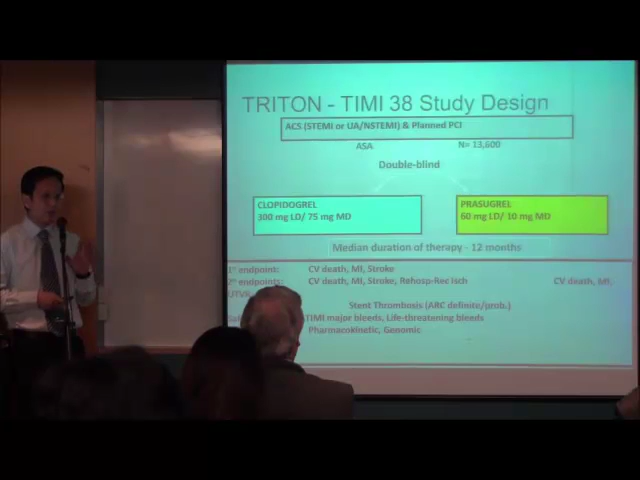 TRITON - TIMI 38 Study Design
ACS (STEMI or UA/NSTEMI) & Planned PCI
ASA N= 13,600
Double-blind
CLOPIDOGREL
300 mg LD/ 75 mg MD
PRASUGREL
60 mg LD/ 10 mg MD
Median duration of therapy - 12 months
1° endpoint: CV death, MI, Stroke
2° endpoints: CV death, MI, Stroke, Rehosp-Rec Isch CV death, MI,
UTVR
Stent Thrombosis (ARC definite/prob.)
TIMI major bleeds, Life-threatening bleeds
Pharmacokinetic, Genomic